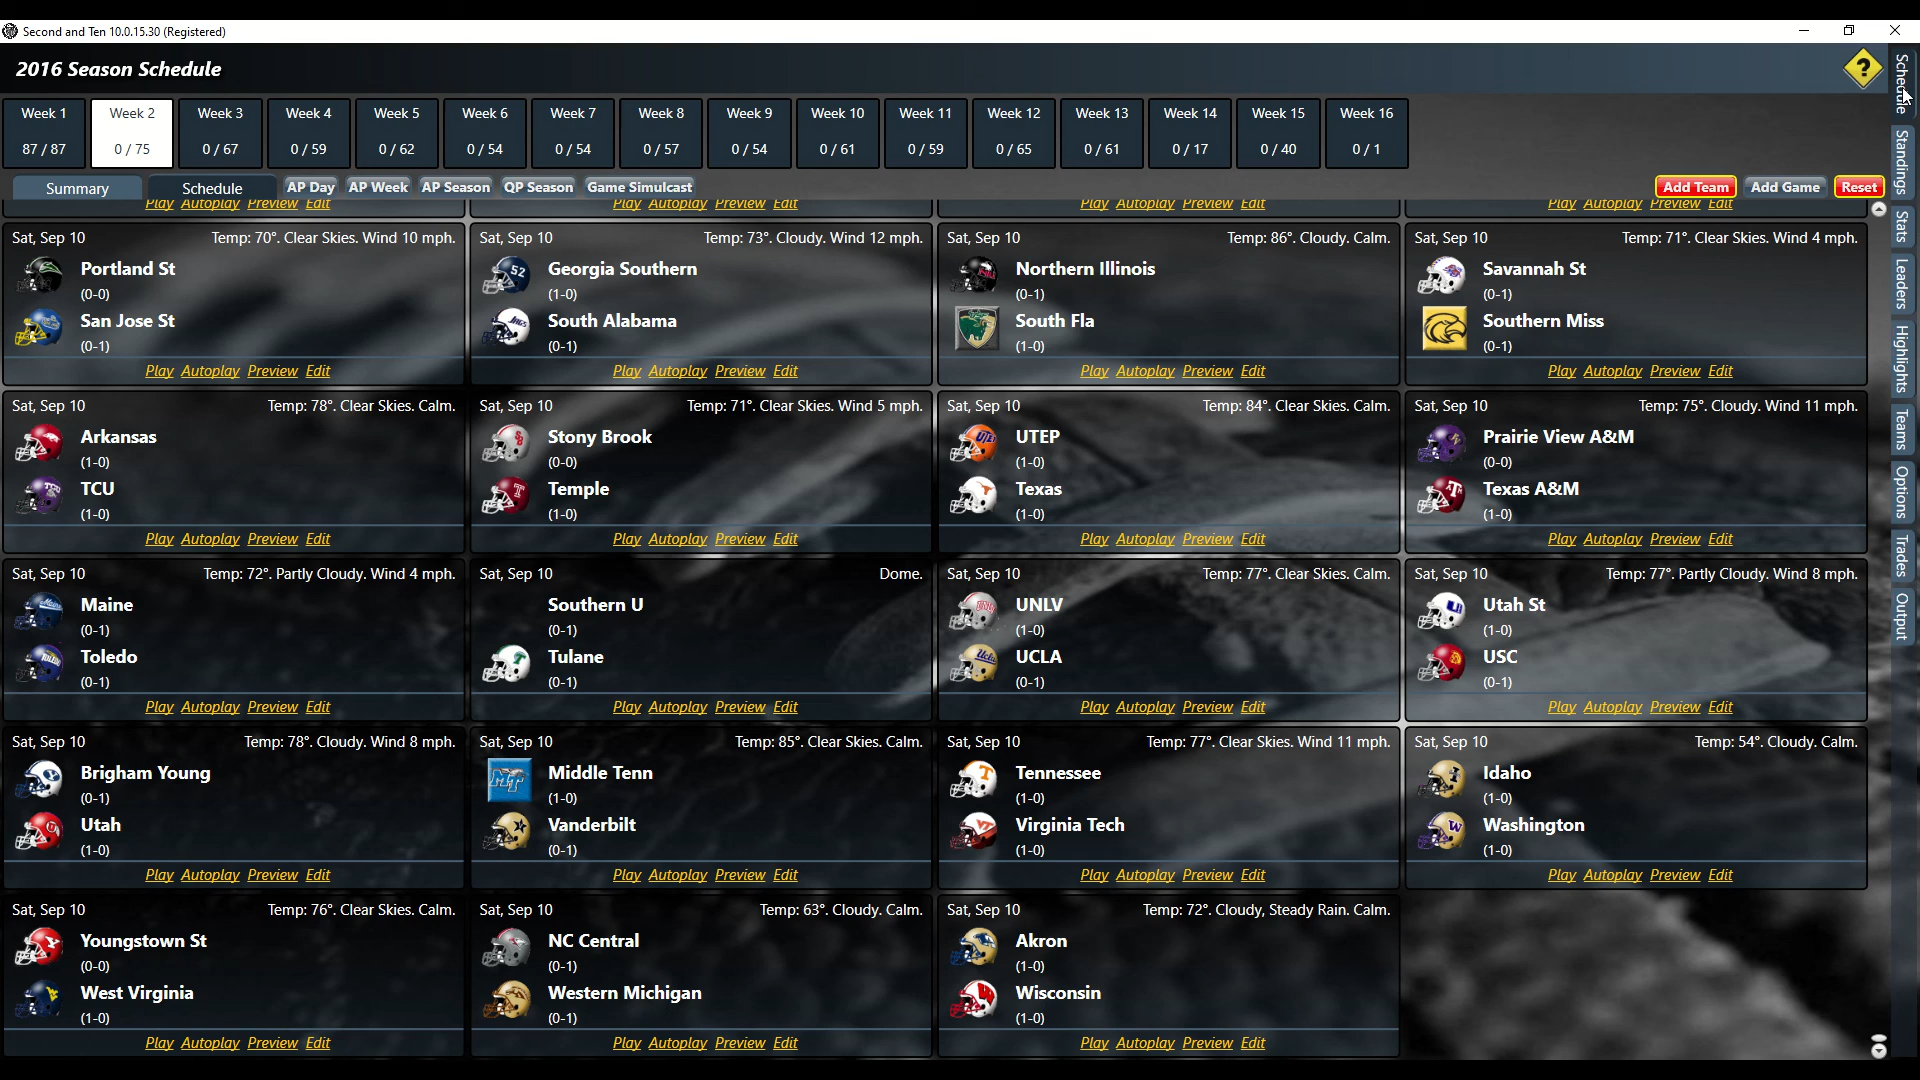 Second and Ten 10.0.15.30 (Registered)
2016 Season Schedule
?
Week 1 Week 2 Week 3 Week 4 Week 5 Week 6 Week 7 Week 8 Week 9 Week 10 Week 11 Week 12 Week 13 Week 14 Week 15 Week 16
87 / 87 0 / 75 0 / 67 0 / 59 0 / 62 0 / 54 0 / 54 0 / 57 0 / 54 0 / 61 0 / 59 0 / 65 0 / 61 0 / 17 0 / 40 0 / 1
Summary Schedule AP Day AP Week AP Season QP Season Game Simulcast Add Team Add Game Reset
Play Autoplay Preview Edit Play Autoplay Preview Edit Play Autoplay Preview Edit Play Autoplay Preview Edit
Sat, Sep 10 Temp: 70°. Clear Skies. Wind 10 mph. Sat, Sep 10 Temp: 73°. Cloudy. Wind 12 mph. Sat, Sep 10 Temp: 86°. Cloudy. Calm. Sat, Sep 10 Temp: 71°. Clear Skies. Wind 4 mph.
Portland St Georgia Southern Northern Illinois Savannah St
(0-0) (1-0) (0-1) (0-1)
San Jose St South Alabama South Fla Southern Miss
(0-1) (0-1) (1-0) (0-1)
Play Autoplay Preview Edit Play Autoplay Preview Edit Play Autoplay Preview Edit Play Autoplay Preview Edit
Sat, Sep 10 Temp: 78°. Clear Skies. Calm. Sat, Sep 10 Temp: 71°. Clear Skies. Wind 5 mph. Sat, Sep 10 Temp: 84°. Clear Skies. Calm. Sat, Sep 10 Temp: 75°. Cloudy. Wind 11 mph.
Arkansas Stony Brook UTEP Prairie View A&M
(1-0) (0-0) (1-0) (0-0)
TCU Temple Texas Texas A&M
(1-0) (1-0) (1-0) (1-0)
Play Autoplay Preview Edit Play Autoplay Preview Edit Play Autoplay Preview Edit Play Autoplay Preview Edit
Sat, Sep 10 Temp: 72°. Partly Cloudy. Wind 4 mph. Sat, Sep 10 Dome. Sat, Sep 10 Temp: 77°. Clear Skies. Calm. Sat, Sep 10 Temp: 77°. Partly Cloudy. Wind 8 mph.
Maine Southern U UNLV Utah St
(0-1) (0-1) (1-0) (1-0)
Toledo Tulane UCLA USC
(0-1) (0-1) (0-1) (0-1)
Play Autoplay Preview Edit Play Autoplay Preview Edit Play Autoplay Preview Edit Play Autoplay Preview Edit
Sat, Sep 10 Temp: 78°. Cloudy. Wind 8 mph. Sat, Sep 10 Temp: 85°. Clear Skies. Calm. Sat, Sep 10 Temp: 77°. Clear Skies. Wind 11 mph. Sat, Sep 10 Temp: 54°. Cloudy. Calm.
Brigham Young Middle Tenn Tennessee Idaho
(0-1) (1-0) (1-0) (1-0)
Utah Vanderbilt Virginia Tech Washington
(1-0) (0-1) (1-0) (1-0)
Play Autoplay Preview Edit Play Autoplay Preview Edit Play Autoplay Preview Edit Play Autoplay Preview Edit
Sat, Sep 10 Temp: 76°. Clear Skies. Calm. Sat, Sep 10 Temp: 63°. Cloudy. Calm. Sat, Sep 10 Temp: 72°. Cloudy, Steady Rain. Calm.
Youngstown St NC Central Akron
(0-0) (0-1) (1-0)
West Virginia Western Michigan Wisconsin
(1-0) (0-1) (1-0)
Play Autoplay Preview Edit Play Autoplay Preview Edit Play Autoplay Preview Edit
Schedule
Standings
Stats
Leaders
Highlights
Teams
Options
Trades
Output